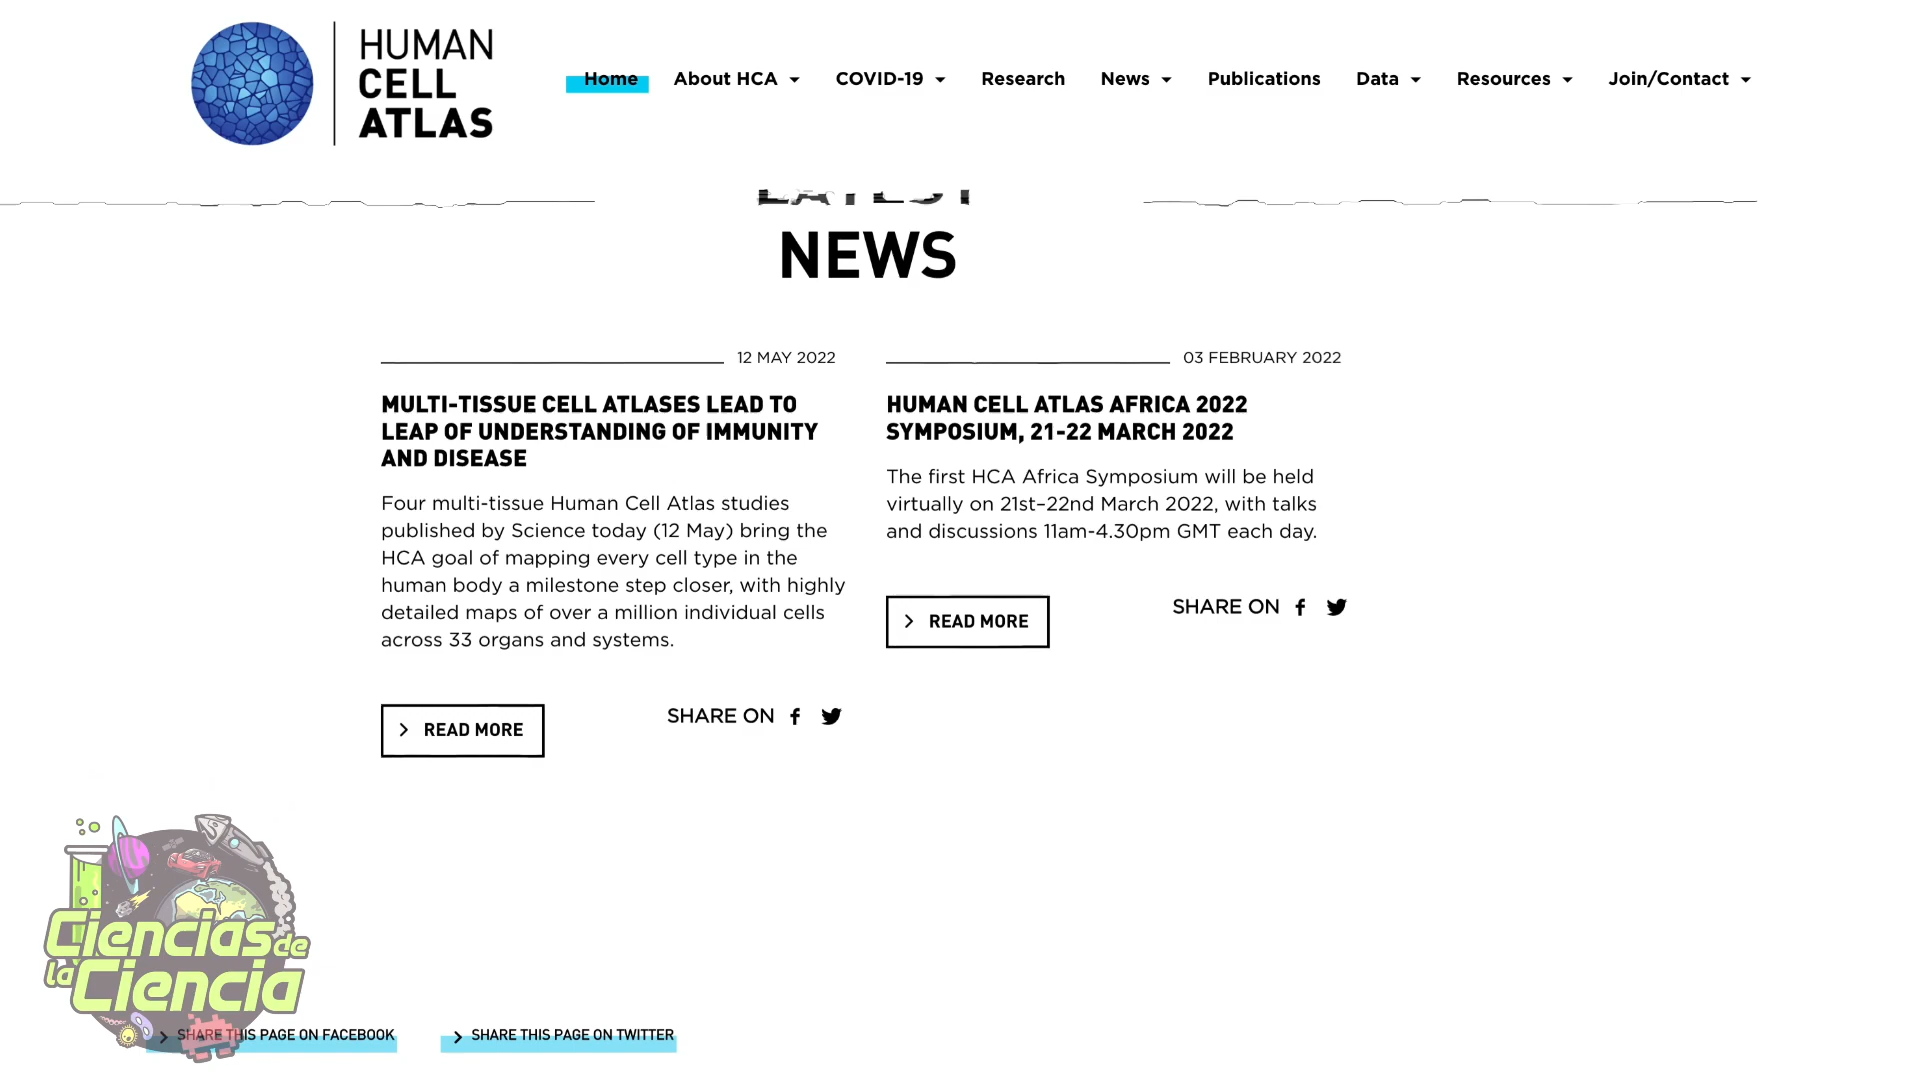 HUMAN
CELL
ATLAS
Home
About HCA
COVID-19
Research
News
Publications
Data
Resources
Join/Contact
LATEST
NEWS
12 MAY 2022
MULTI-TISSUE CELL ATLASES LEAD TO
LEAP OF UNDERSTANDING OF IMMUNITY
AND DISEASE
Four multi-tissue Human Cell Atlas studies
published by Science today (12 May) bring the
HCA goal of mapping every cell type in the
human body a milestone step closer, with highly
detailed maps of over a million individual cells
across 33 organs and systems.
READ MORE
SHARE ON
03 FEBRUARY 2022
HUMAN CELL ATLAS AFRICA 2022
SYMPOSIUM, 21-22 MARCH 2022
The first HCA Africa Symposium will be held
virtually on 21st–22nd March 2022, with talks
and discussions 11am-4.30pm GMT each day.
READ MORE
SHARE ON
Ciencias de
la Ciencia
SHARE THIS PAGE ON FACEBOOK
SHARE THIS PAGE ON TWITTER